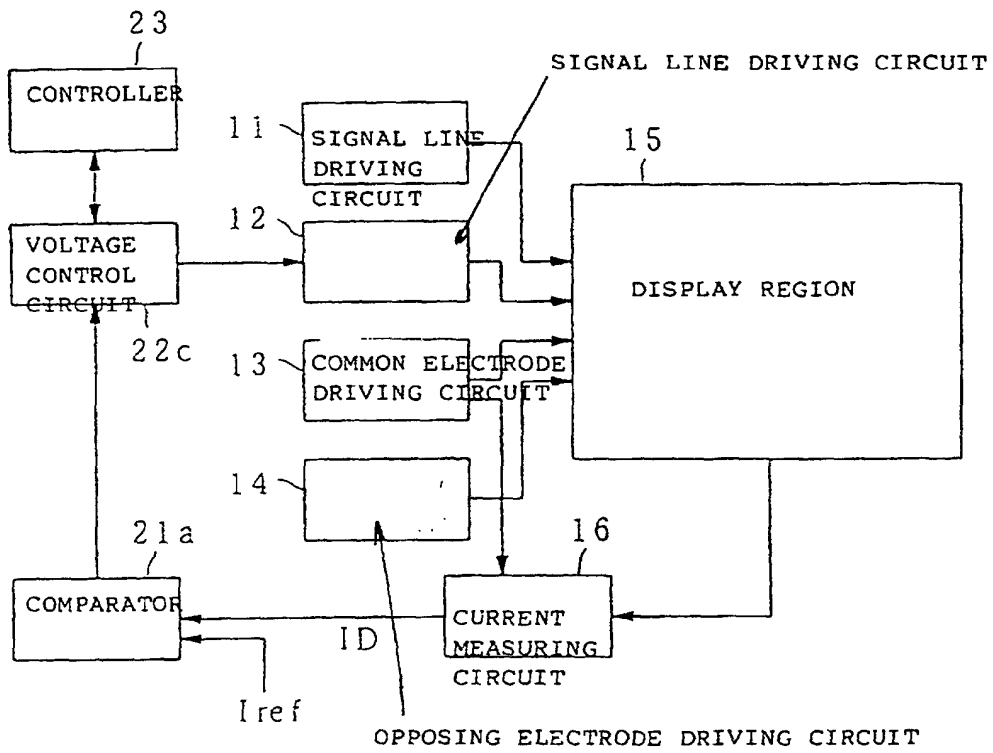 23
CONTROLLER
SIGNAL LINE DRIVING CIRCUIT
11
SIGNAL LINE
DRIVING
CIRCUIT
15
12
VOLTAGE
CONTROL
CIRCUIT
22c
DISPLAY REGION
13
COMMON ELECTRODE
DRIVING CIRCUIT
14
21a
COMPARATOR
16
CURRENT
MEASURING
CIRCUIT
ID
Iref
OPPOSING ELECTRODE DRIVING CIRCUIT